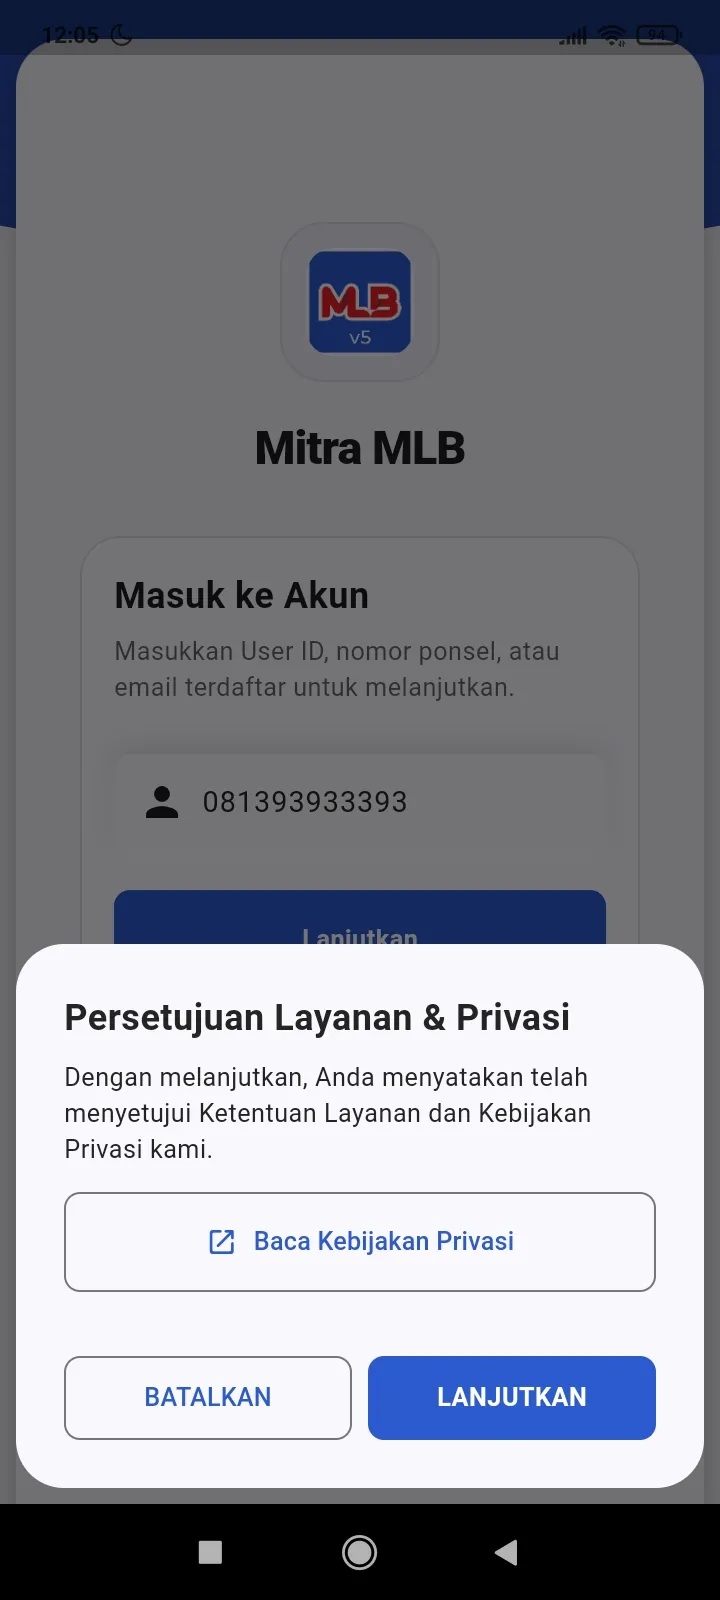 12:05
94
MLB
v5
Mitra MLB
Masuk ke Akun
Masukkan User ID, nomor ponsel, atau
email terdaftar untuk melanjutkan.
081393933393
Lanjutkan
Persetujuan Layanan & Privasi
Dengan melanjutkan, Anda menyatakan telah
menyetujui Ketentuan Layanan dan Kebijakan
Privasi kami.
Baca Kebijakan Privasi
BATALKAN
LANJUTKAN